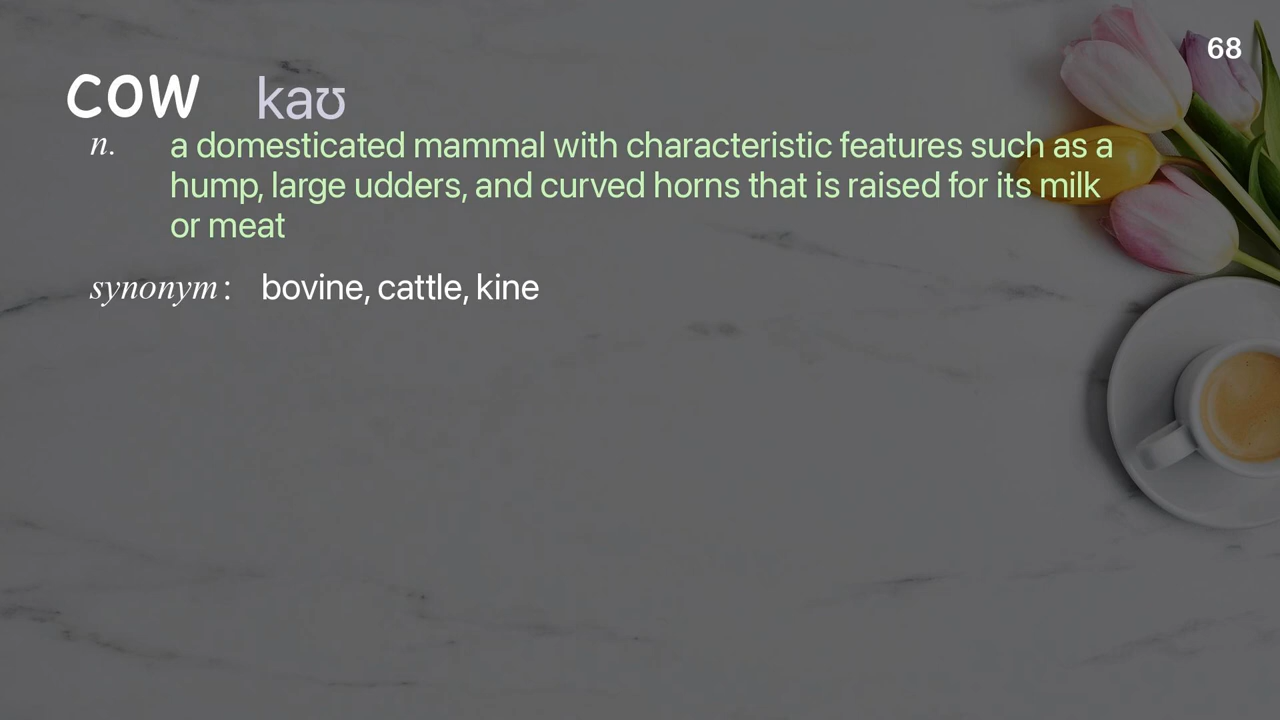 68
cow kaʊ
n. a domesticated mammal with characteristic features such as a
hump, large udders, and curved horns that is raised for its milk
or meat
synonym: bovine, cattle, kine